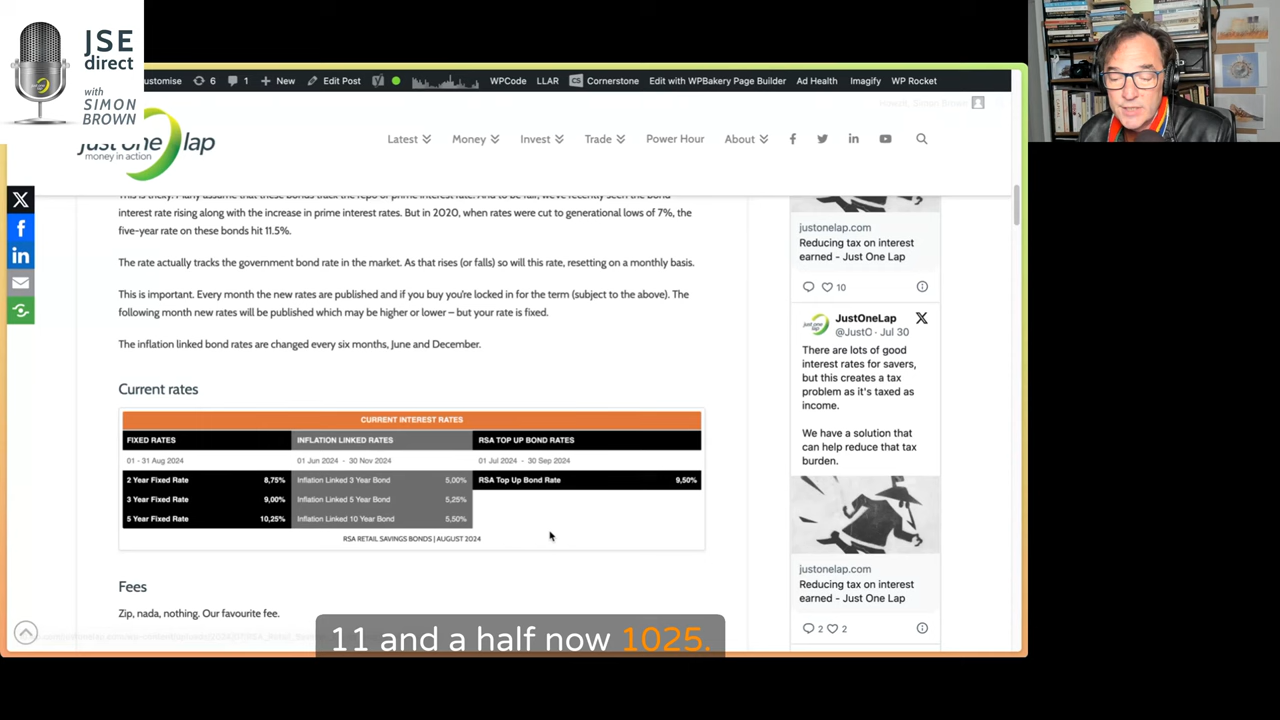 JSE
direct
with
SIMON
BROWN
ustomise
6
1
New
Edit Post
WPCode
LLAR
CS Cornerstone
Edit with WPBakery Page Builder
Ad Health
Imagify
WP Rocket
just one lap
money in action
Latest
Money
Invest
Trade
Power Hour
About
interest rate rising along with the increase in prime interest rates. But in 2020, when rates were cut to generational lows of 7%, the
five-year rate on these bonds hit 11.5%.
The rate actually tracks the government bond rate in the market. As that rises (or falls) so will this rate, resetting on a monthly basis.
This is important. Every month the new rates are published and if you buy you're locked in for the term (subject to the above). The
following month new rates will be published which may be higher or lower – but your rate is fixed.
The inflation linked bond rates are changed every six months, June and December.
Current rates
CURRENT INTEREST RATES
FIXED RATES INFLATION LINKED RATES RSA TOP UP BOND RATES
01 - 31 Aug 2024 01 Jun 2024 - 30 Nov 2024 01 Jul 2024 - 30 Sep 2024
2 Year Fixed Rate 8,75% Inflation Linked 3 Year Bond 5,00% RSA Top Up Bond Rate 9,50%
3 Year Fixed Rate 9,00% Inflation Linked 5 Year Bond 5,25%
5 Year Fixed Rate 10,25% Inflation Linked 10 Year Bond 5,50%
RSA RETAIL SAVINGS BONDS | AUGUST 2024
Fees
Zip, nada, nothing. Our favourite fee.
justonelap.com
Reducing tax on interest
earned - Just One Lap
10
JustOneLap
@JustO · Jul 30
There are lots of good
interest rates for savers,
but this creates a tax
problem as it's taxed as
income.
We have a solution that
can help reduce that tax
burden.
justonelap.com
Reducing tax on interest
earned - Just One Lap
2 2
11 and a half now 1025.